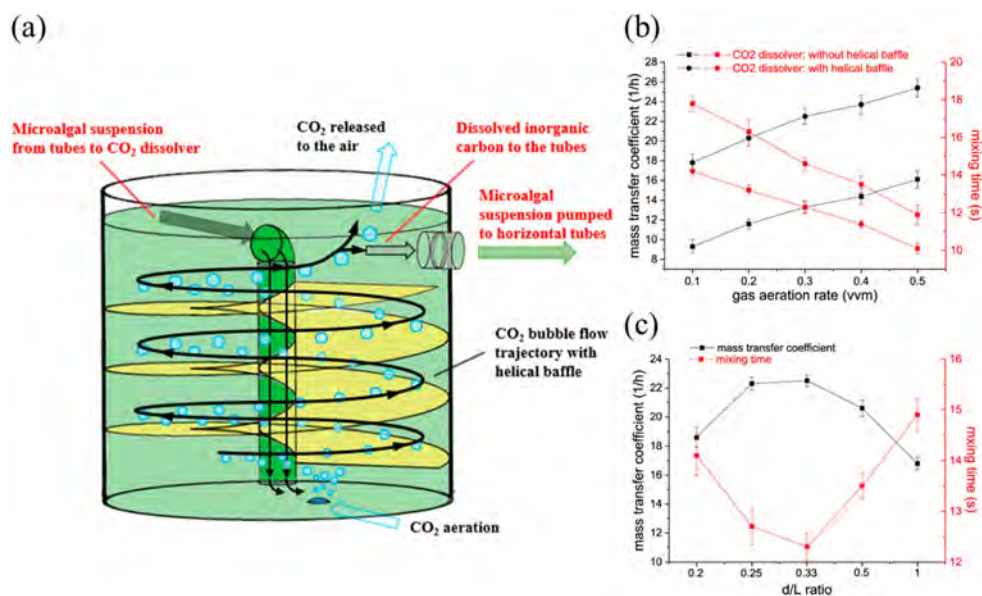 (a)
Microalgal suspension
from tubes to CO₂ dissolver
CO₂ released
to the air
Dissolved inorganic
carbon to the tubes
Microalgal
suspension pumped
to horizontal tubes
CO₂ bubble flow
trajectory with
helical baffle
CO₂ aeration
(b)
CO2 dissolver: without helical baffle
CO2 dissolver: with helical baffle
mass transfer coefficient (1/h)
28
26
24
22
20
18
16
14
12
10
8
20
18
16
14
12
10
mixing time (s)
0.1 0.2 0.3 0.4 0.5
gas aeration rate (vvm)
(c)
mass transfer coefficient
mixing time
mass transfer coefficient (1/h)
24
22
20
18
16
14
12
10
16
15
14
13
12
mixing time (s)
0.2 0.25 0.33 0.5 1
d/L ratio